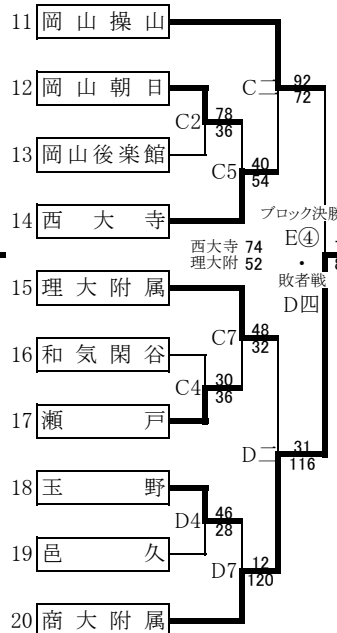 11 岡山操山
12 岡山朝日
13 岡山後楽館
14 西大寺
15 理大附属
16 和気閑谷
17 瀬戸
18 玉野
19 邑久
20 商大附属
C2
78
36
C4
30
36
D4
46
28
C5
40
54
C7
48
32
D7
12
120
C二
92
72
D二
31
116
西大寺 74
理大附 52
ブロック決勝
E④
・
敗者戦
D四